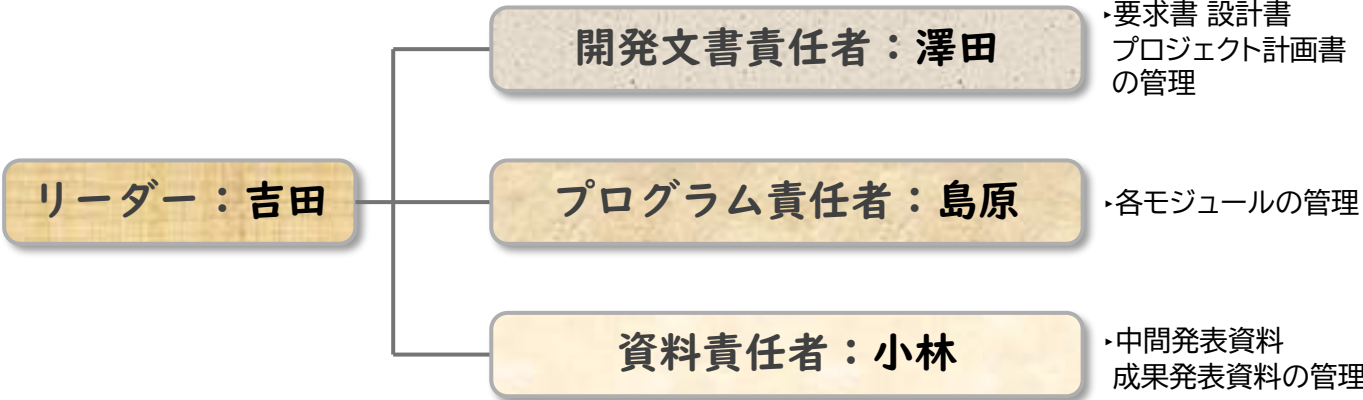 開発文書責任者：澤田
‣要求書 設計書
プロジェクト計画書
の管理
リーダー：吉田
プログラム責任者：島原
‣各モジュールの管理
資料責任者：小林
‣中間発表資料
成果発表資料の管理